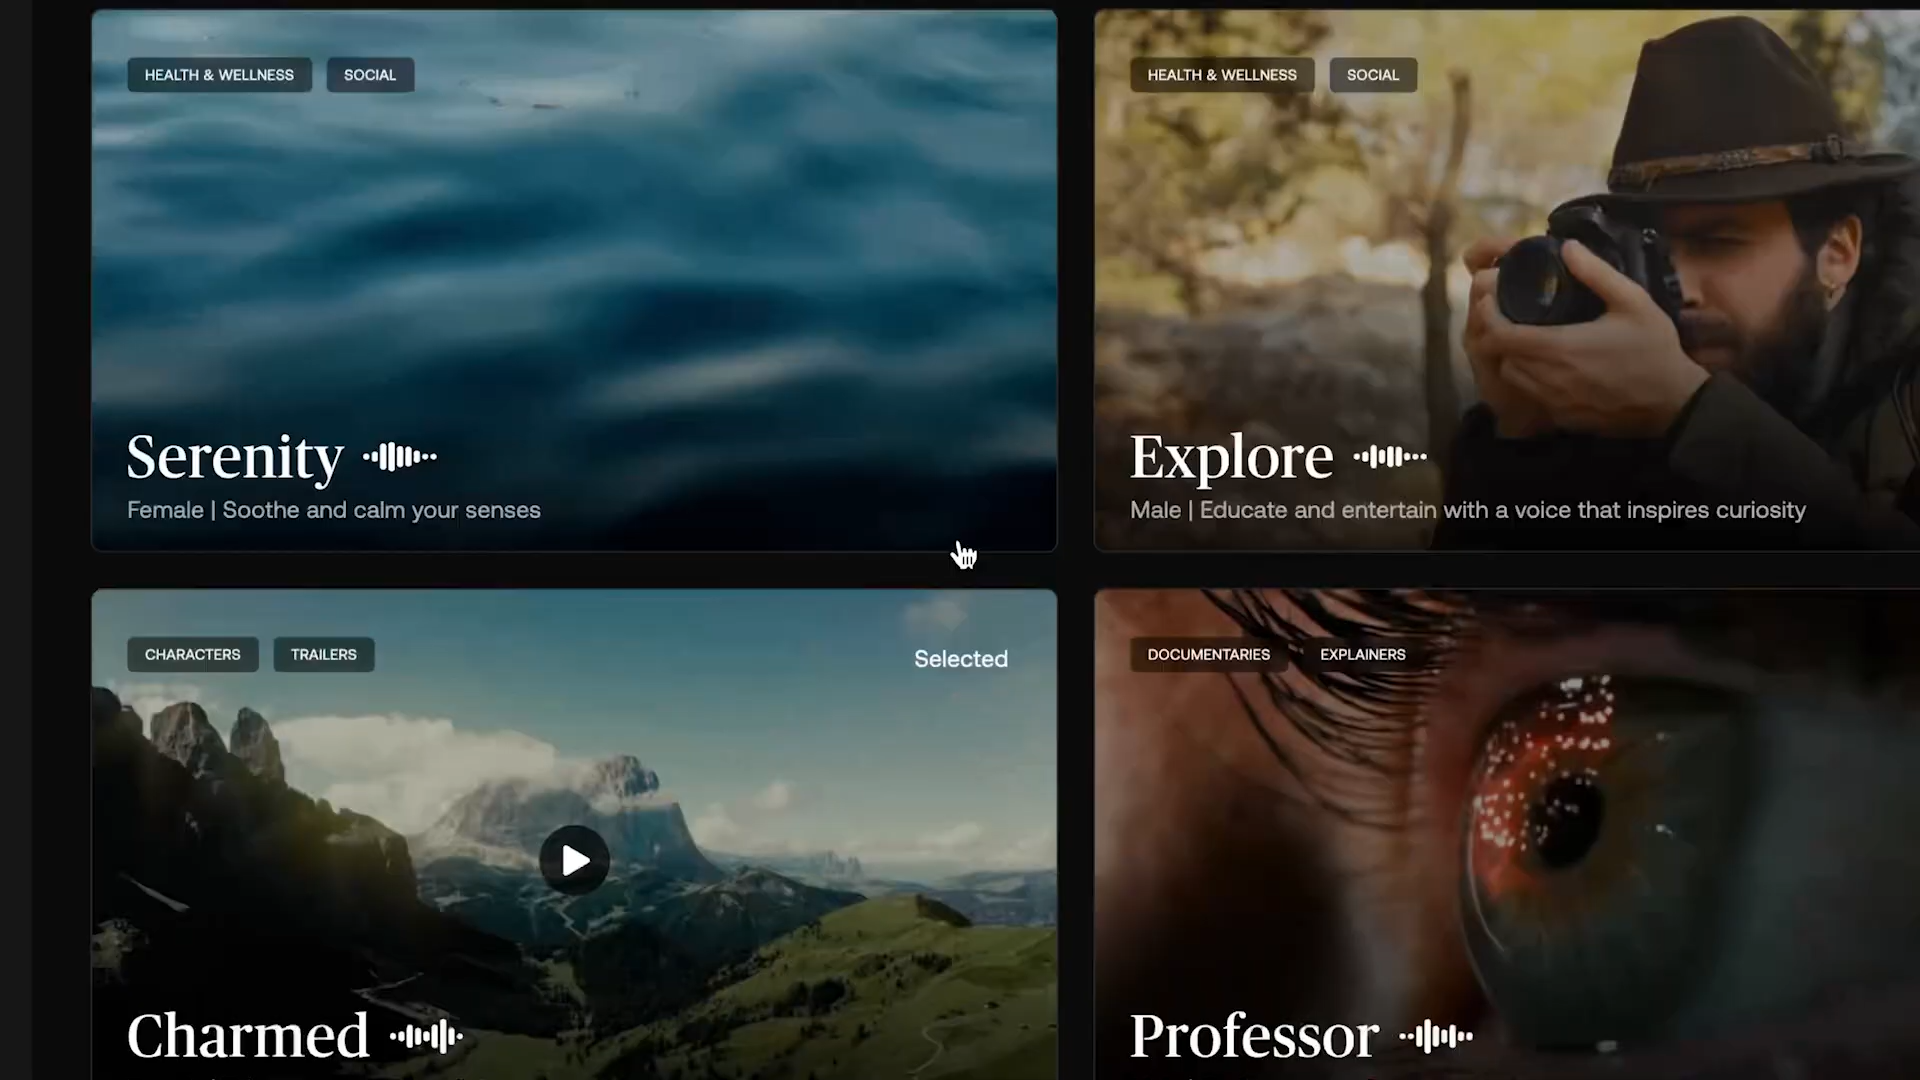 HEALTH & WELLNESS SOCIAL
Serenity
Female | Soothe and calm your senses
HEALTH & WELLNESS SOCIAL
Explore
Male | Educate and entertain with a voice that inspires curiosity
CHARACTERS TRAILERS Selected
Charmed
DOCUMENTARIES EXPLAINERS
Professor